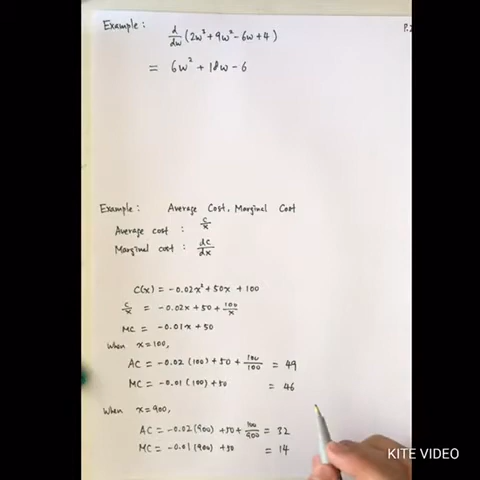 Example:
P.2
d/dw (2w³ + 9w² - 6w + 4)
= 6w² + 18w - 6
Example: Average Cost, Marginal Cost
Average cost : C/x
Marginal cost : dC/dx
C(x) = -0.02x² + 50x + 100
C/x = -0.02x + 50 + 100/x
MC = -0.01x + 50
When x = 100,
AC = -0.02 (100) + 50 + 100/100 = 49
MC = -0.01 (100) + 50 = 46
When x = 900,
AC = -0.02 (900) + 50 + 100/900 = 32
MC = -0.01 (900) + 50 = 14
KITE VIDEO